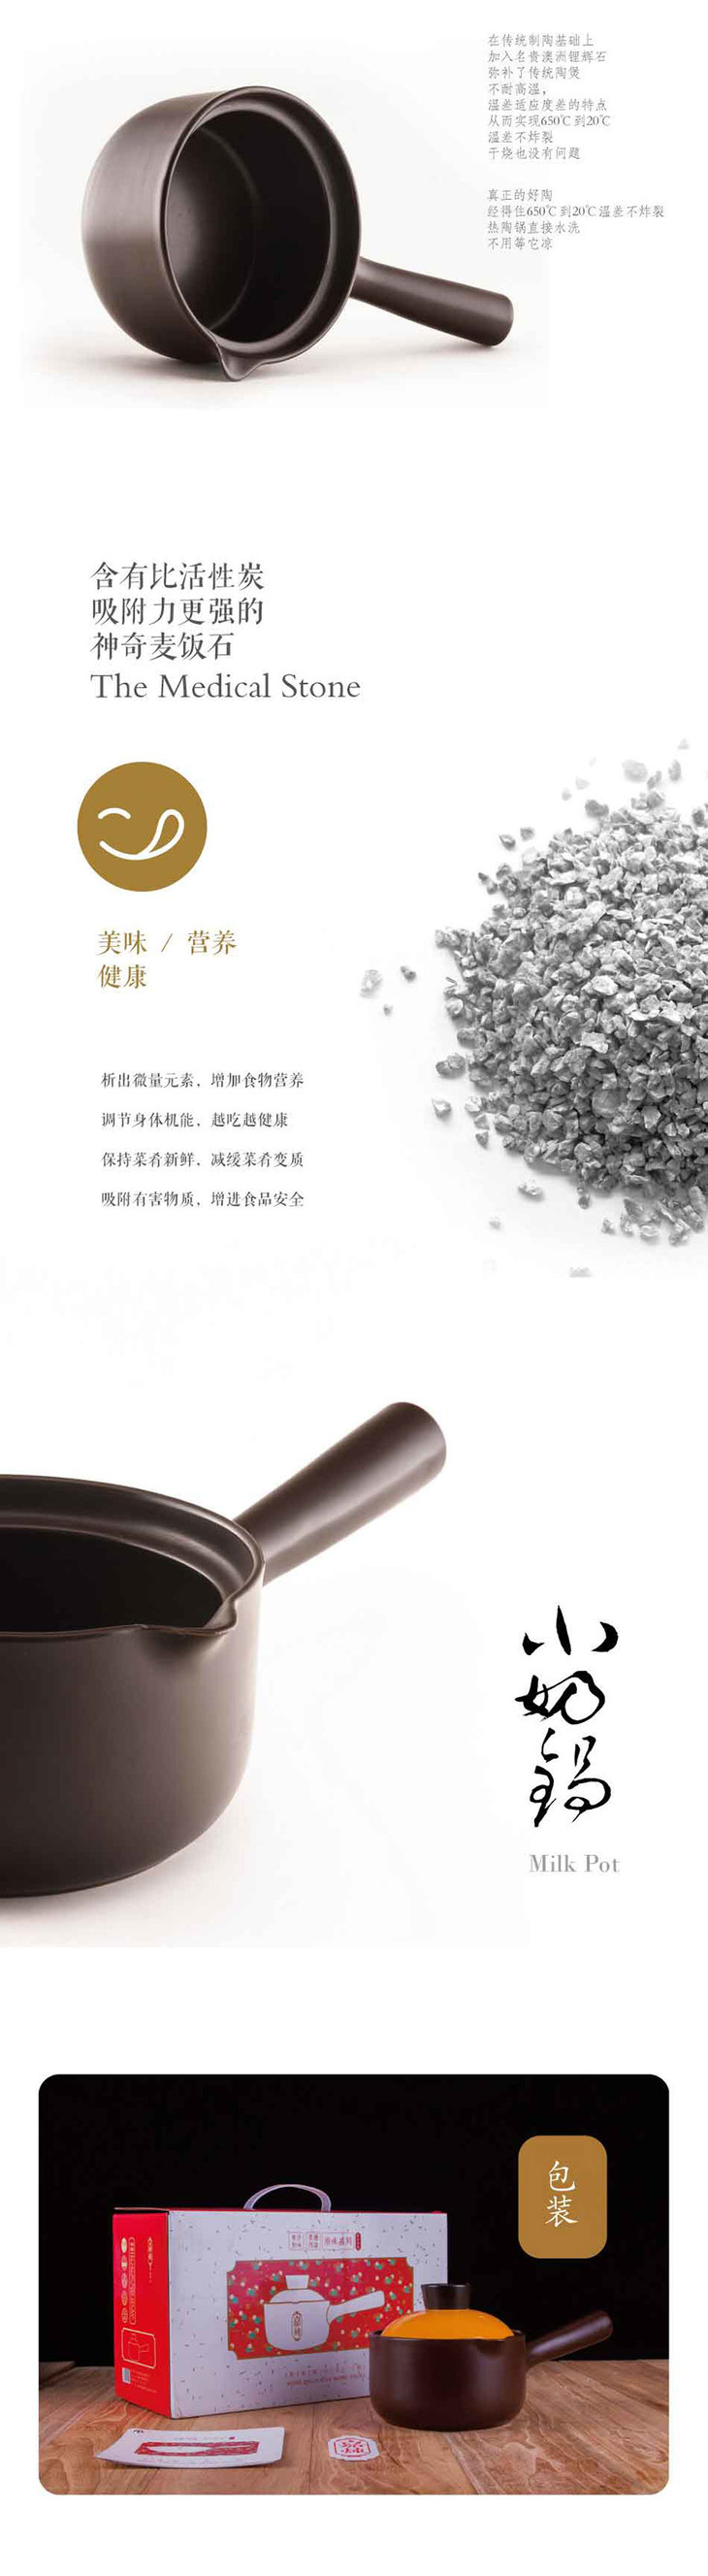 在传统制陶基础上
加入名贵澳洲锂辉石
弥补了传统陶煲
不耐高温，
温差适应度差的特点
从而实现650℃到20℃
温差不炸裂
干烧也没有问题
真正的好陶
经得住650℃到20℃温差不炸裂
热陶锅直接水洗
不用等它凉
含有比活性炭
吸附力更强的
神奇麦饭石
The Medical Stone
美味 / 营养
健康
析出微量元素，增加食物营养
调节身体机能，越吃越健康
保持菜肴新鲜，减缓菜肴变质
吸附有害物质，增进食品安全
小
奶
鍋
Milk Pot
包
装